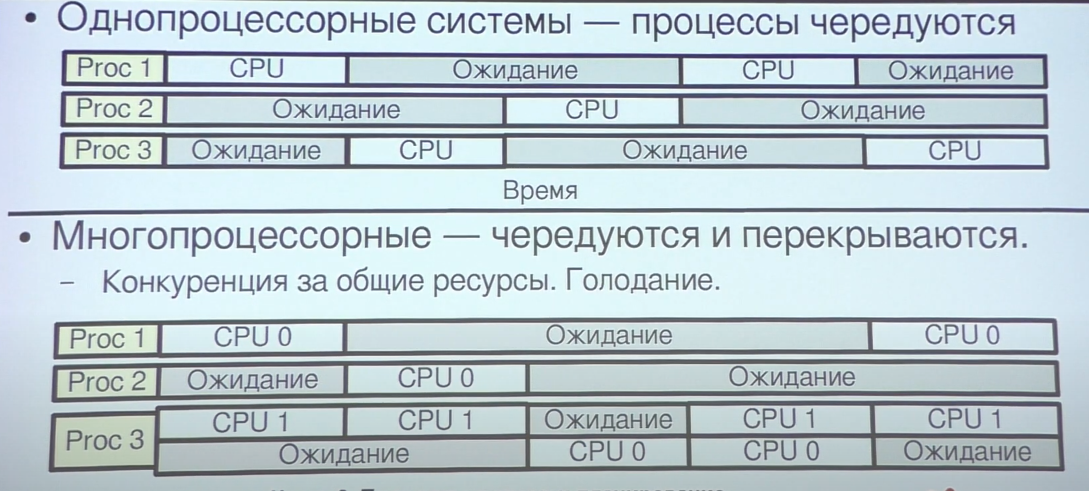 • Однопроцессорные системы — процессы чередуются
Proc 1 CPU Ожидание CPU Ожидание
Proc 2 Ожидание CPU Ожидание
Proc 3 Ожидание CPU Ожидание CPU
Время
• Многопроцессорные — чередуются и перекрываются.
– Конкуренция за общие ресурсы. Голодание.
Proc 1 CPU 0 Ожидание CPU 0
Proc 2 Ожидание CPU 0 Ожидание
Proc 3 CPU 1 CPU 1 Ожидание CPU 1 CPU 1
Ожидание CPU 0 CPU 0 Ожидание